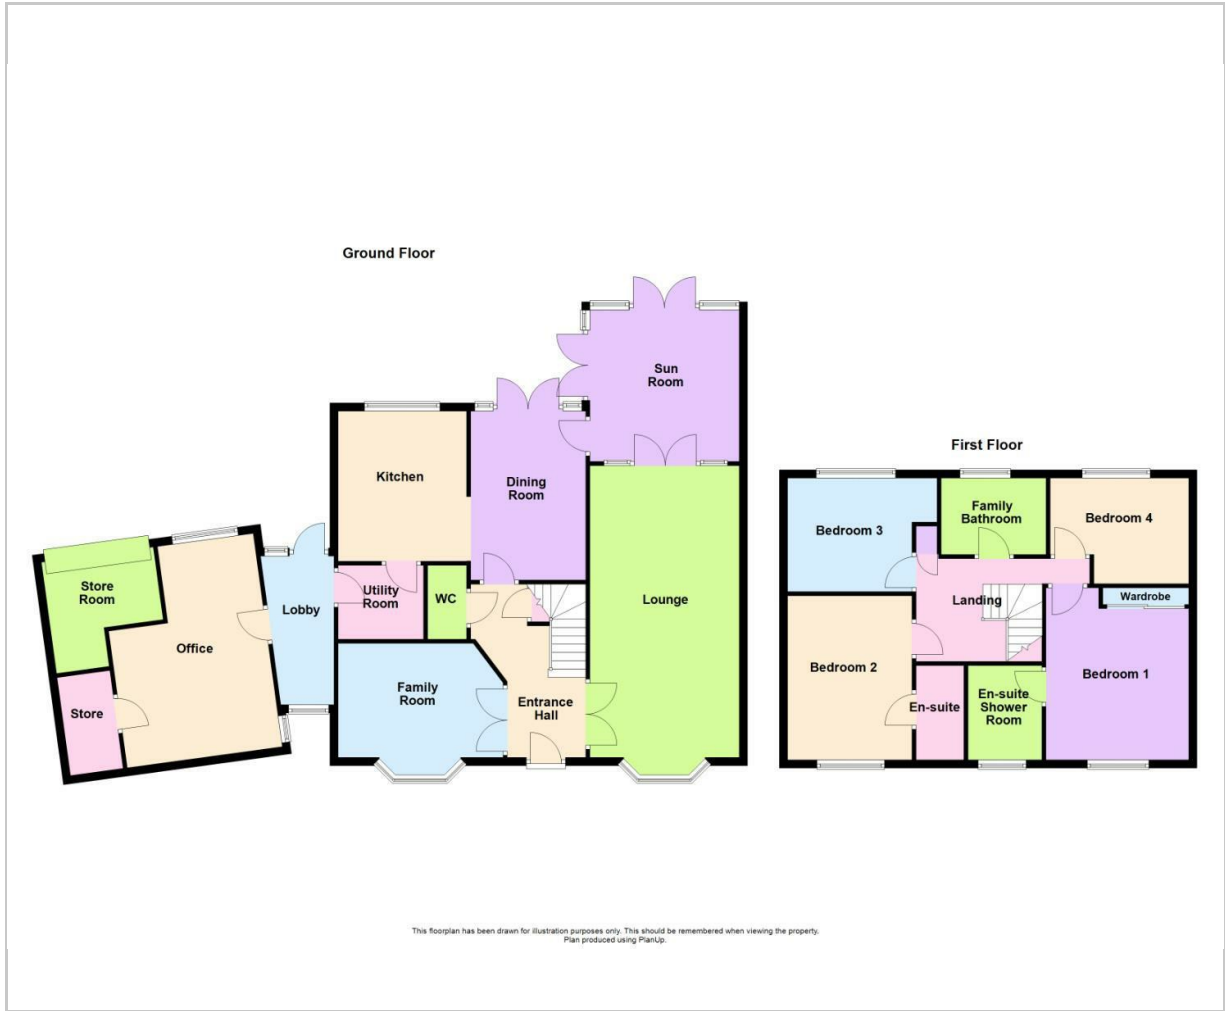 Ground Floor
Sun
Room
Kitchen
Dining
Room
Store
Room
Lobby
Utility
Room
WC
Lounge
Office
Store
Family
Room
Entrance
Hall
First Floor
Bedroom 3
Family
Bathroom
Bedroom 4
Landing
Wardrobe
Bedroom 2
En-suite
En-suite
Shower
Room
Bedroom 1
This floorplan has been drawn for illustration purposes only. This should be remembered when viewing the property.
Plan produced using PlanUp.